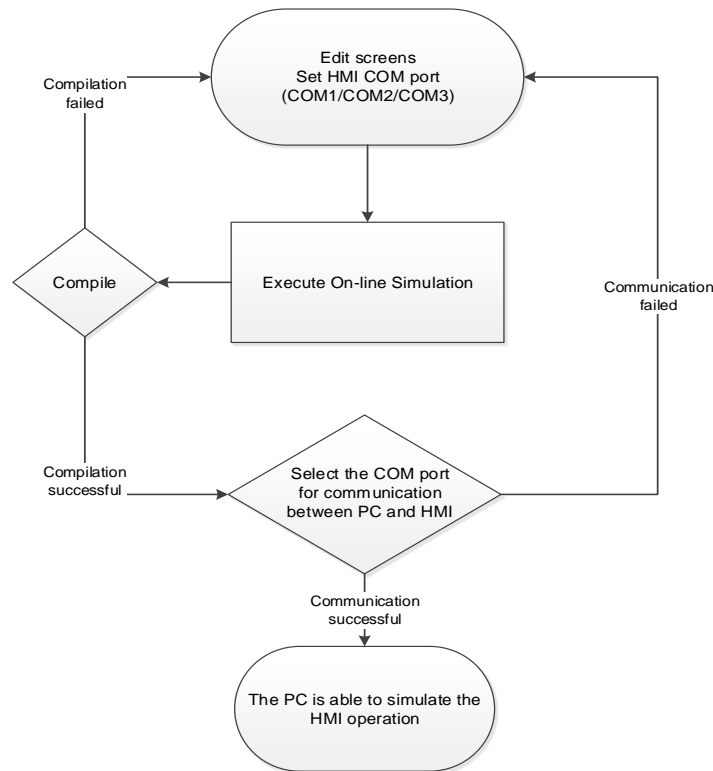 Edit screens
Set HMI COM port
(COM1/COM2/COM3)
Compilation
failed
Compile
Execute On-line Simulation
Communication
failed
Compilation
successful
Select the COM port
for communication
between PC and HMI
Communication
successful
The PC is able to simulate the
HMI operation